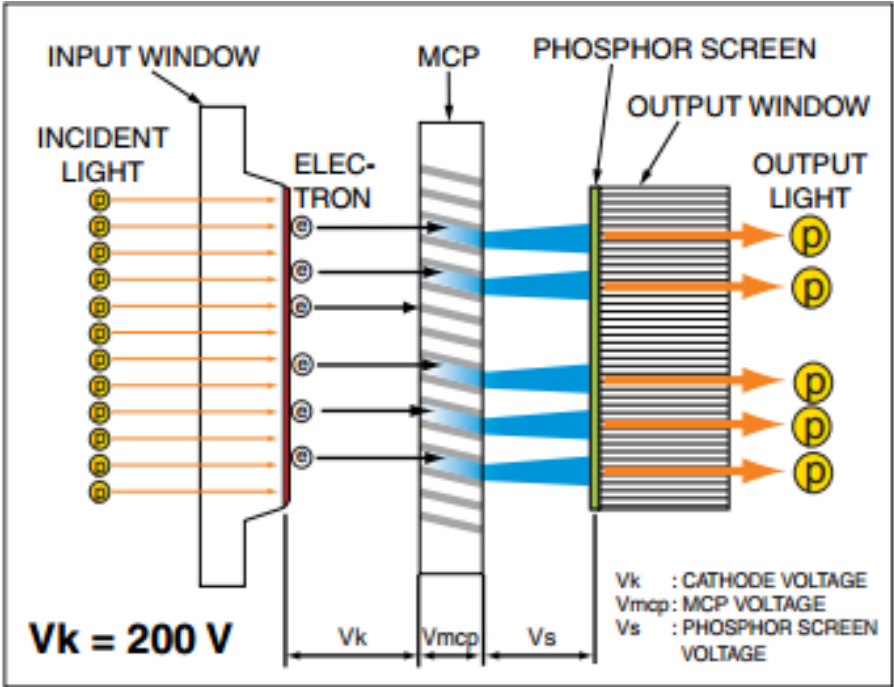 INPUT WINDOW
MCP
PHOSPHOR SCREEN
OUTPUT WINDOW
INCIDENT
LIGHT
ELEC-
TRON
OUTPUT
LIGHT
e
e
e
e
e
e
p
p
p
p
p
Vk = 200 V
Vk
Vmcp
Vs
Vk : CATHODE VOLTAGE
Vmcp : MCP VOLTAGE
Vs : PHOSPHOR SCREEN
VOLTAGE